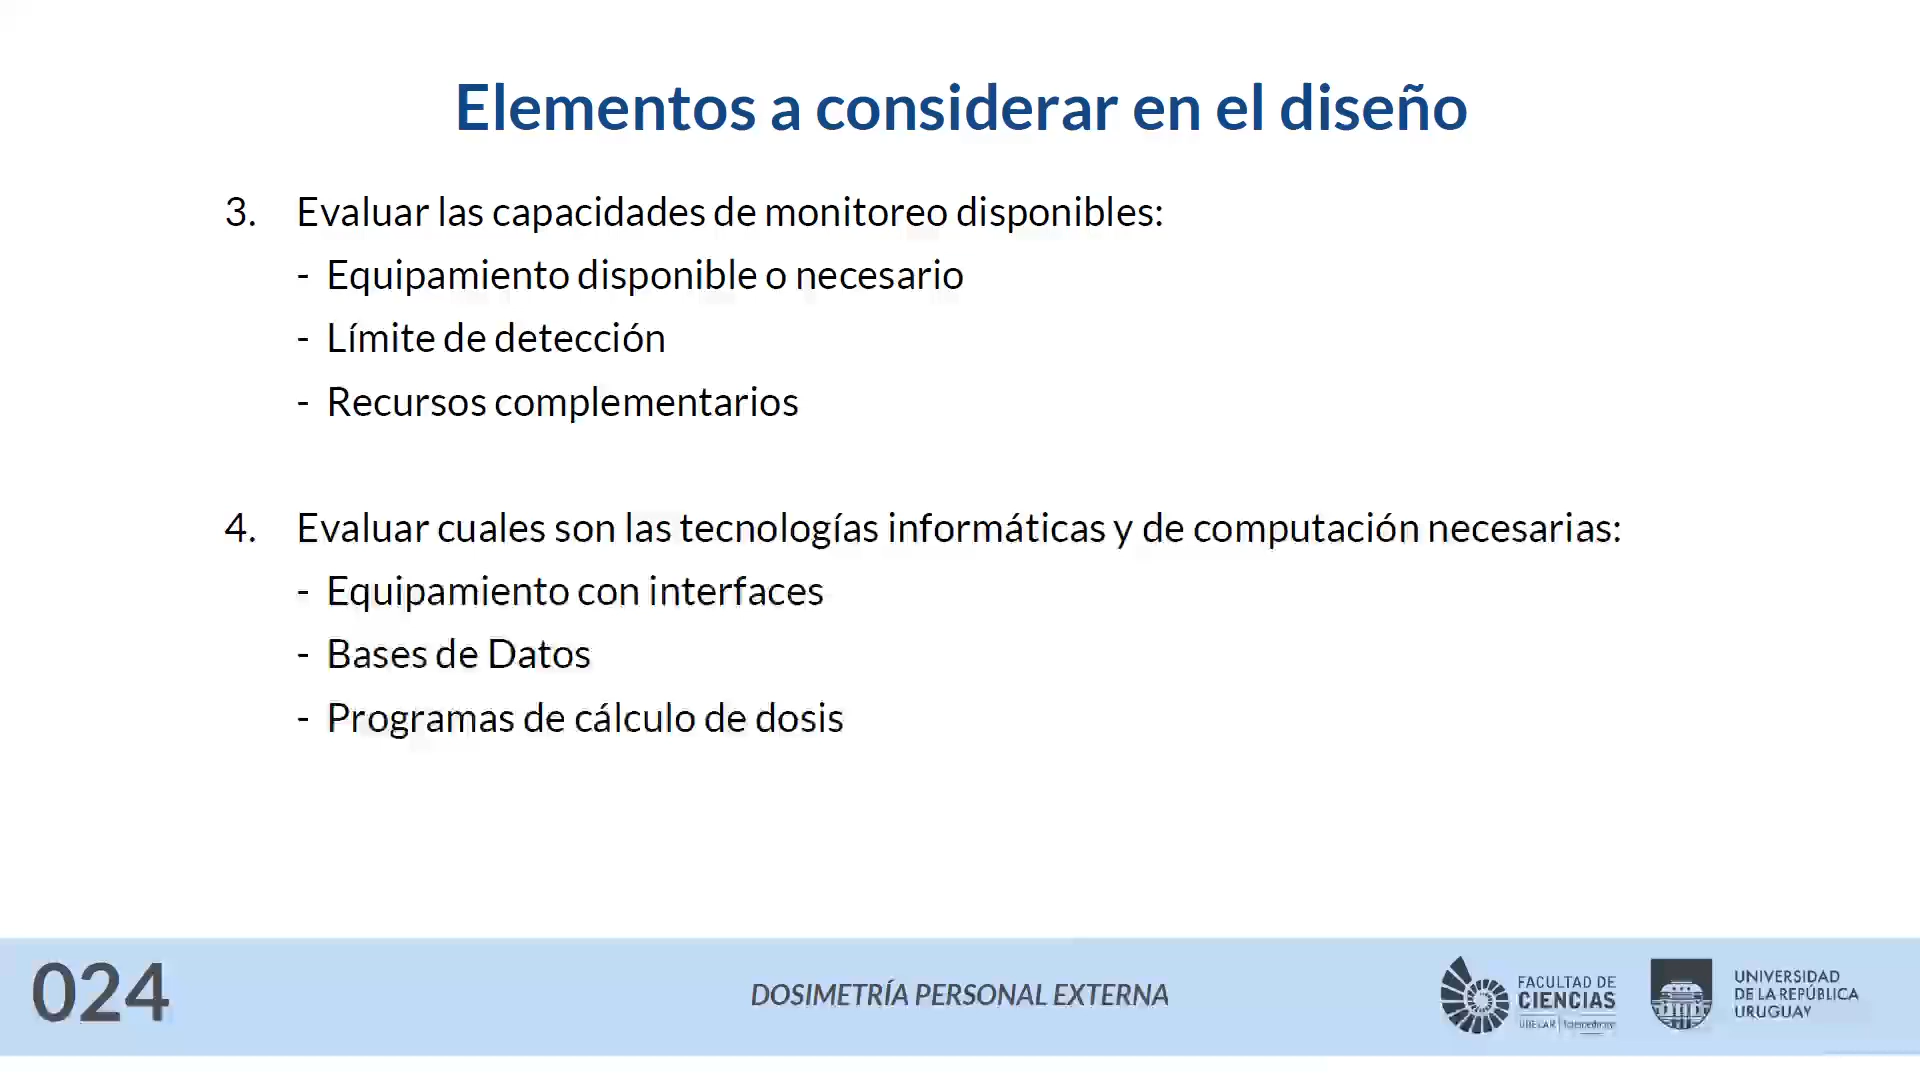 Elementos a considerar en el diseño
3. Evaluar las capacidades de monitoreo disponibles:
- Equipamiento disponible o necesario
- Límite de detección
- Recursos complementarios
4. Evaluar cuales son las tecnologías informáticas y de computación necesarias:
- Equipamiento con interfaces
- Bases de Datos
- Programas de cálculo de dosis
024
DOSIMETRÍA PERSONAL EXTERNA
FACULTAD DE
CIENCIAS
UNIVERSIDAD
DE LA REPÚBLICA
URUGUAY